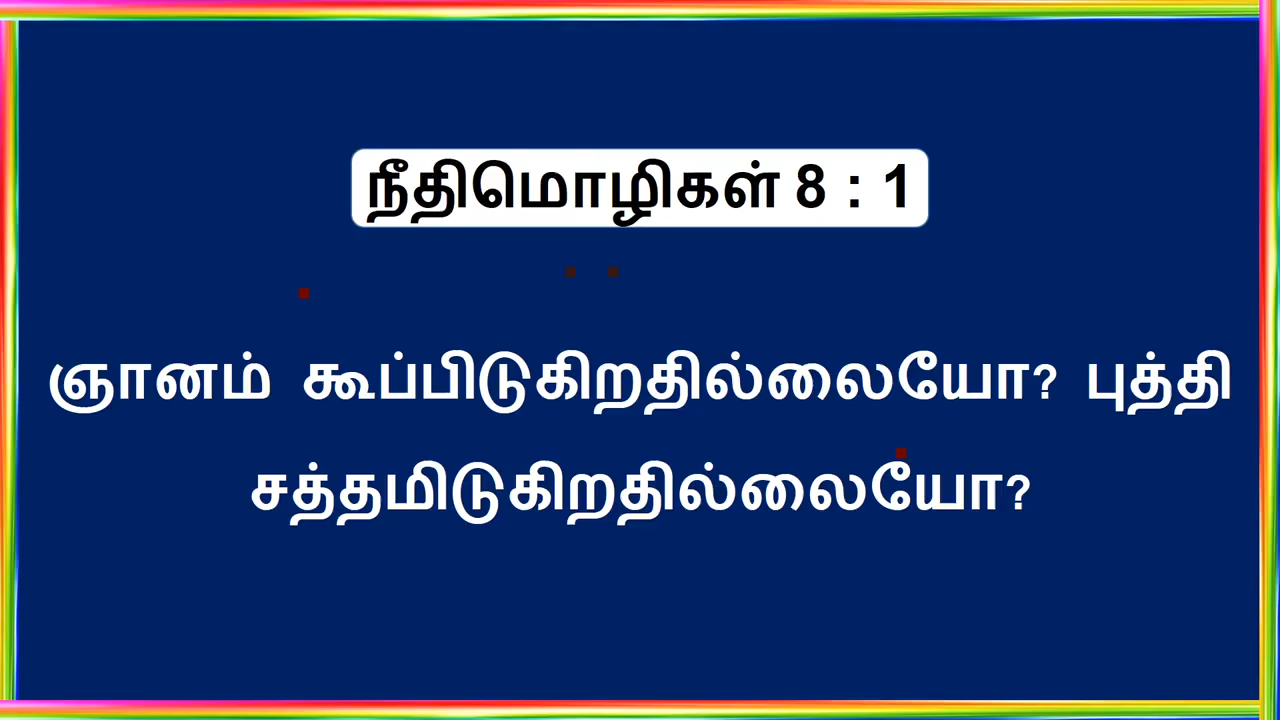 நீதிமொழிகள் 8 : 1
ஞானம் கூப்பிடுகிறதில்லையோ? புத்தி
சத்தமிடுகிறதில்லையோ?